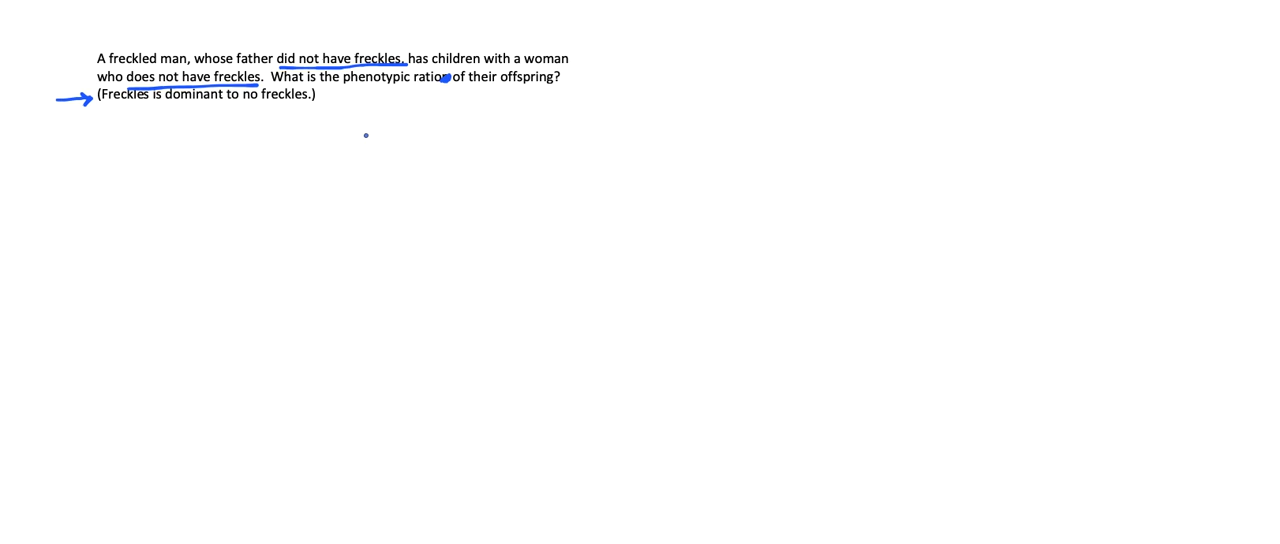 A freckled man, whose father did not have freckles, has children with a woman
who does not have freckles. What is the phenotypic ratio of their offspring?
(Freckles is dominant to no freckles.)